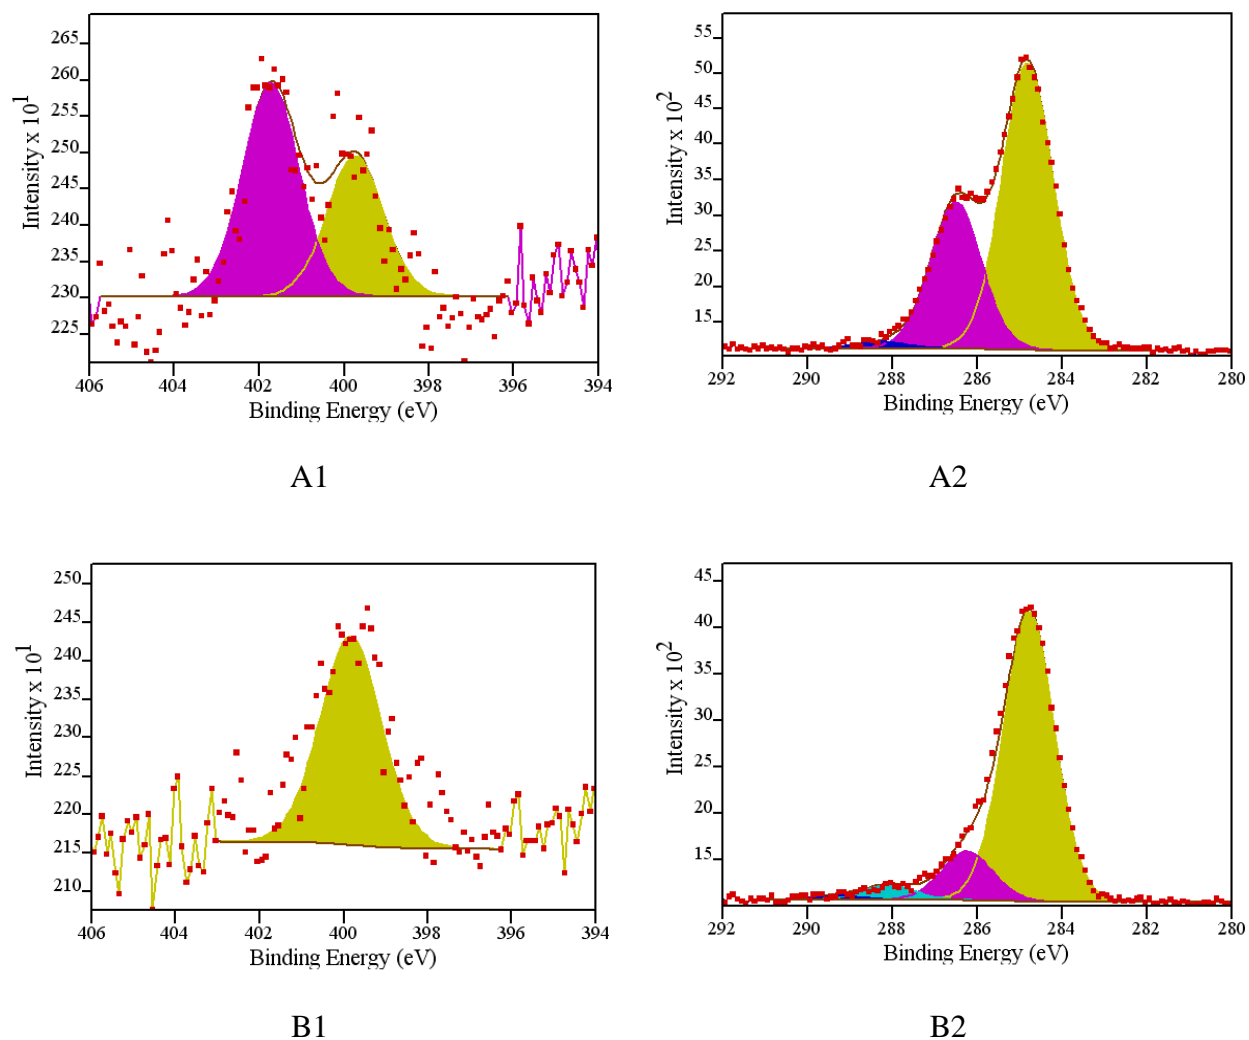 265
260
255
250
245
240
235
230
225
Intensity x 10^1
406 404 402 400 398 396 394
Binding Energy (eV)
A1
55
50
45
40
35
30
25
20
15
Intensity x 10^2
292 290 288 286 284 282 280
Binding Energy (eV)
A2
250
245
240
235
230
225
220
215
210
Intensity x 10^1
406 404 402 400 398 396 394
Binding Energy (eV)
B1
45
40
35
30
25
20
15
Intensity x 10^2
292 290 288 286 284 282 280
Binding Energy (eV)
B2